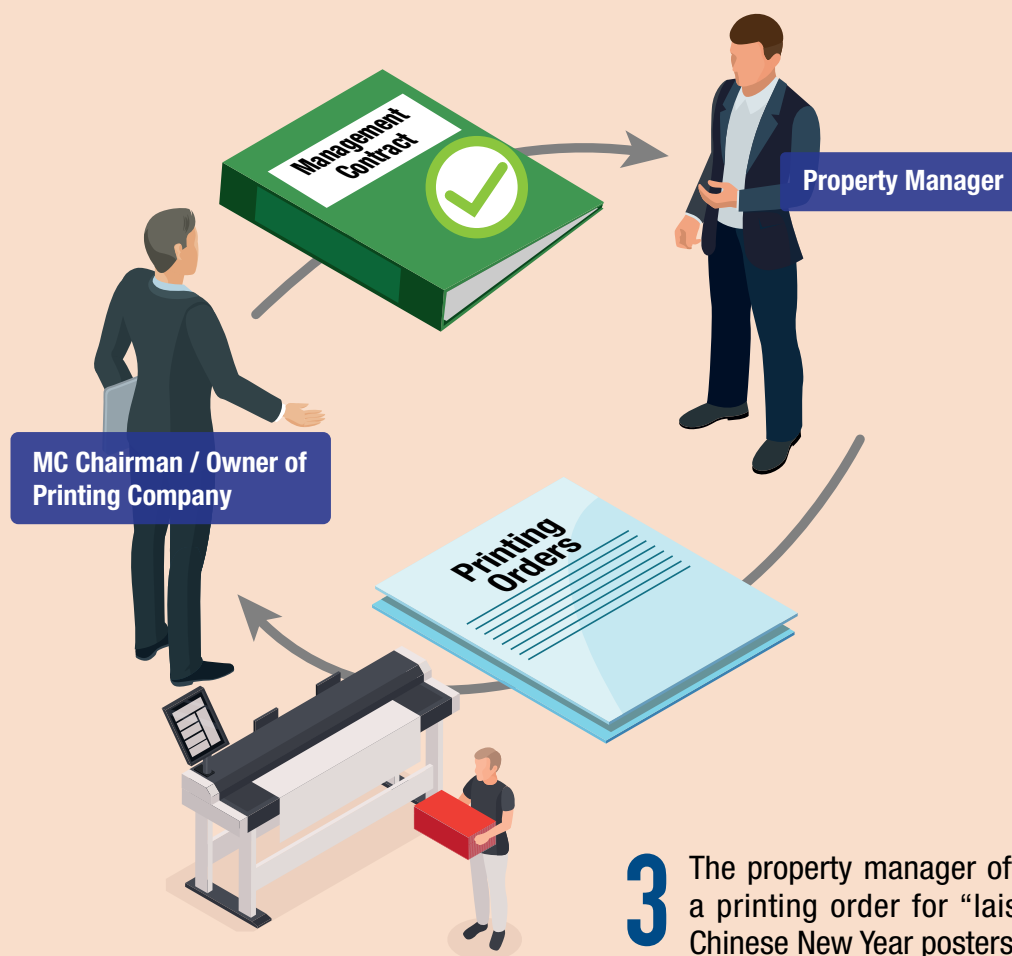 Management
Contract
Property Manager
MC Chairman / Owner of
Printing Company
Printing
Orders
3 The property manager of
a printing order for “lais
Chinese New Year posters